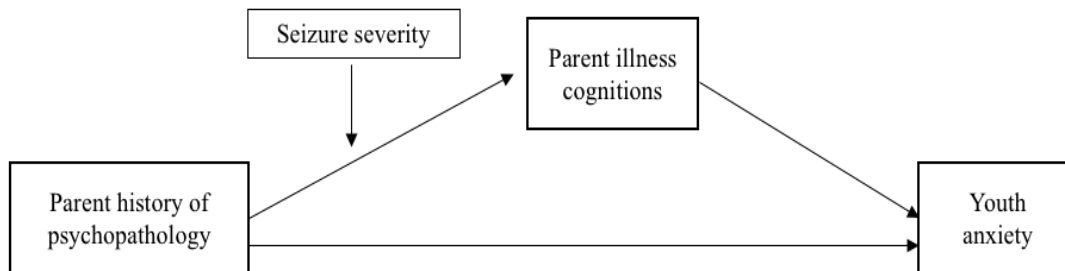 Seizure severity
Parent illness
cognitions
Parent history of
psychopathology
Youth
anxiety